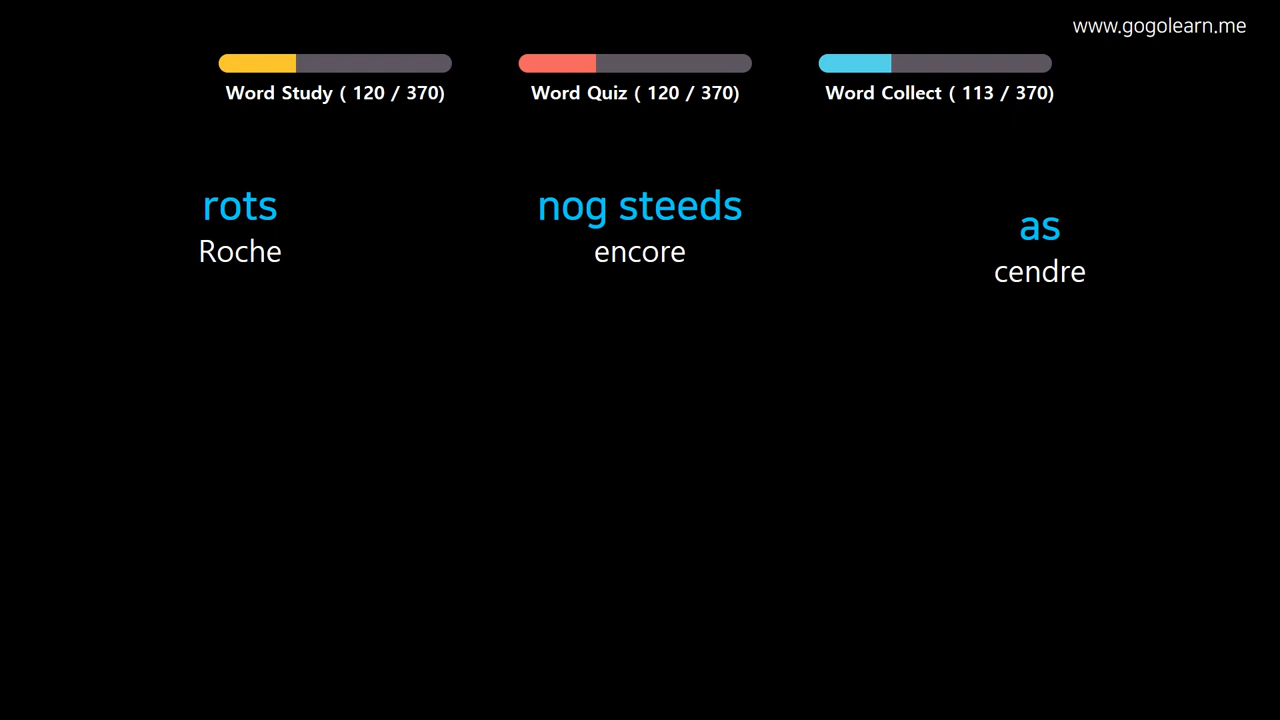 www.gogolearn.me
Word Study ( 120 / 370)
Word Quiz ( 120 / 370)
Word Collect ( 113 / 370)
rots
Roche
nog steeds
encore
as
cendre